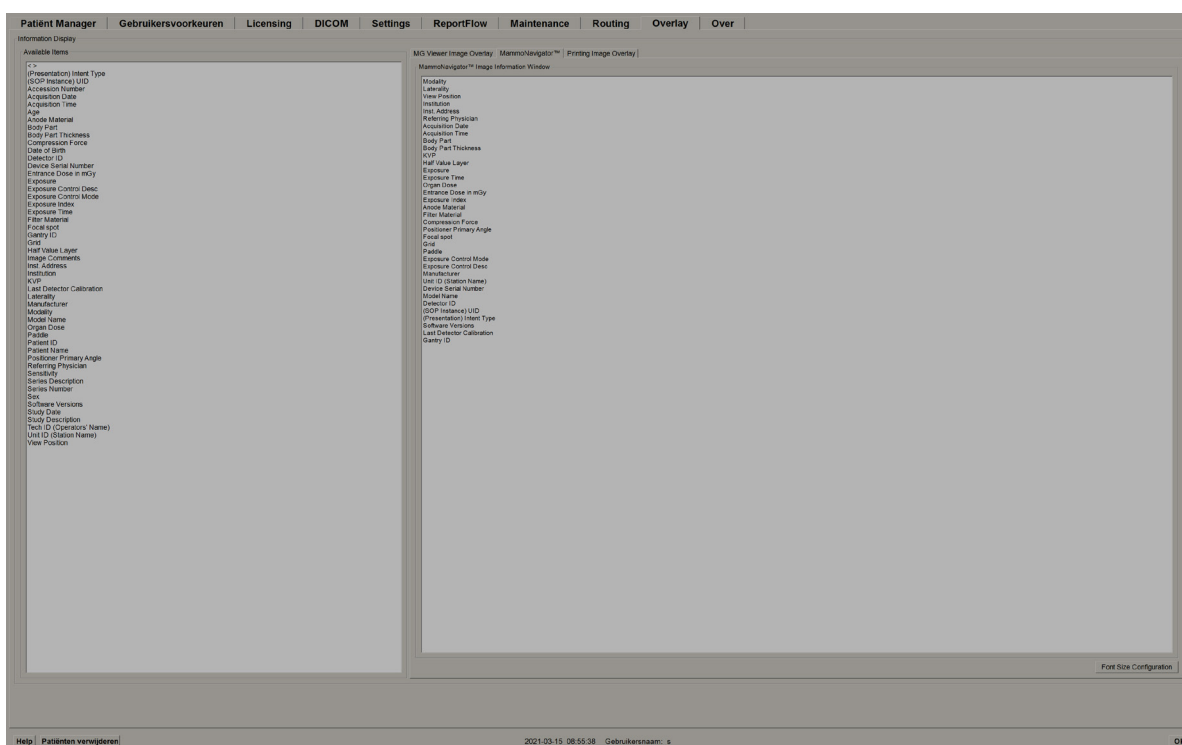 Patiënt Manager Gebruikersvoorkeuren Licensing DICOM Settings ReportFlow Maintenance Routing Overlay Over
Information Display
Available Items
< >
(Presentation) Intent Type
(SOP Instance) UID
Accession Number
Acquisition Date
Acquisition Time
Age
Anode Material
Body Part
Body Part Thickness
Compression Force
Date of Birth
Detector ID
Device Serial Number
Entrance Dose in mGy
Exposure
Exposure Control Desc
Exposure Control Mode
Exposure Index
Exposure Time
Filter Material
Focal spot
Gantry ID
Grid
Half Value Layer
Image Comments
Inst. Address
Institution
KVP
Last Detector Calibration
Laterality
Manufacturer
Modality
Model Name
Organ Dose
Paddle
Patient ID
Patient Name
Positioner Primary Angle
Referring Physician
Sensitivity
Series Description
Series Number
Sex
Software Versions
Study Date
Study Description
Tech ID (Operators' Name)
Unit ID (Station Name)
View Position
MG Viewer Image Overlay MammoNavigator™ Printing Image Overlay
MammoNavigator™ Image Information Window
Modality
Laterality
View Position
Institution
Inst. Address
Referring Physician
Acquisition Date
Acquisition Time
Body Part
Body Part Thickness
KVP
Half Value Layer
Exposure
Exposure Time
Organ Dose
Entrance Dose in mGy
Exposure Index
Anode Material
Filter Material
Compression Force
Positioner Primary Angle
Focal spot
Grid
Paddle
Exposure Control Mode
Exposure Control Desc
Manufacturer
Unit ID (Station Name)
Device Serial Number
Model Name
Detector ID
(SOP Instance) UID
(Presentation) Intent Type
Software Versions
Last Detector Calibration
Gantry ID
Font Size Configuration
Help Patiënten verwijderen 2021-03-15 08:55:38 Gebruikersnaam: s